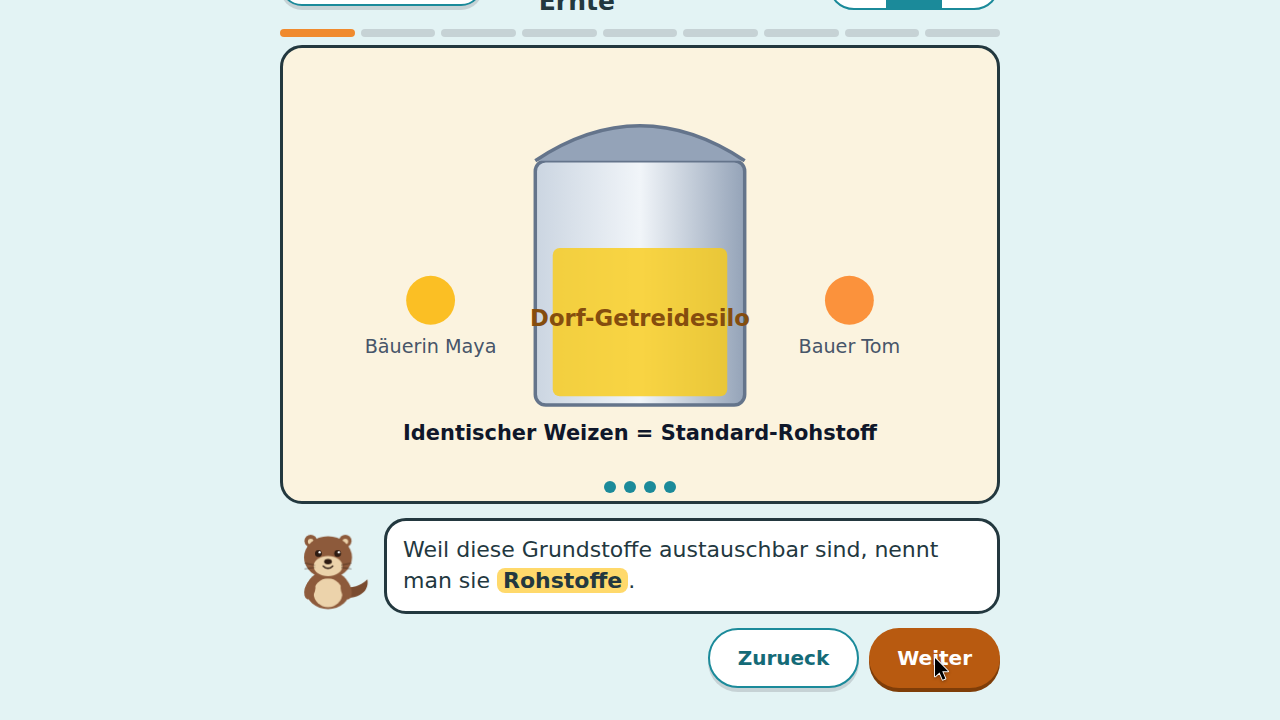 Ernte
Dorf-Getreidesilo
Bäuerin Maya
Bauer Tom
Identischer Weizen = Standard-Rohstoff
Weil diese Grundstoffe austauschbar sind, nennt
man sie Rohstoffe.
Zurueck
Weiter